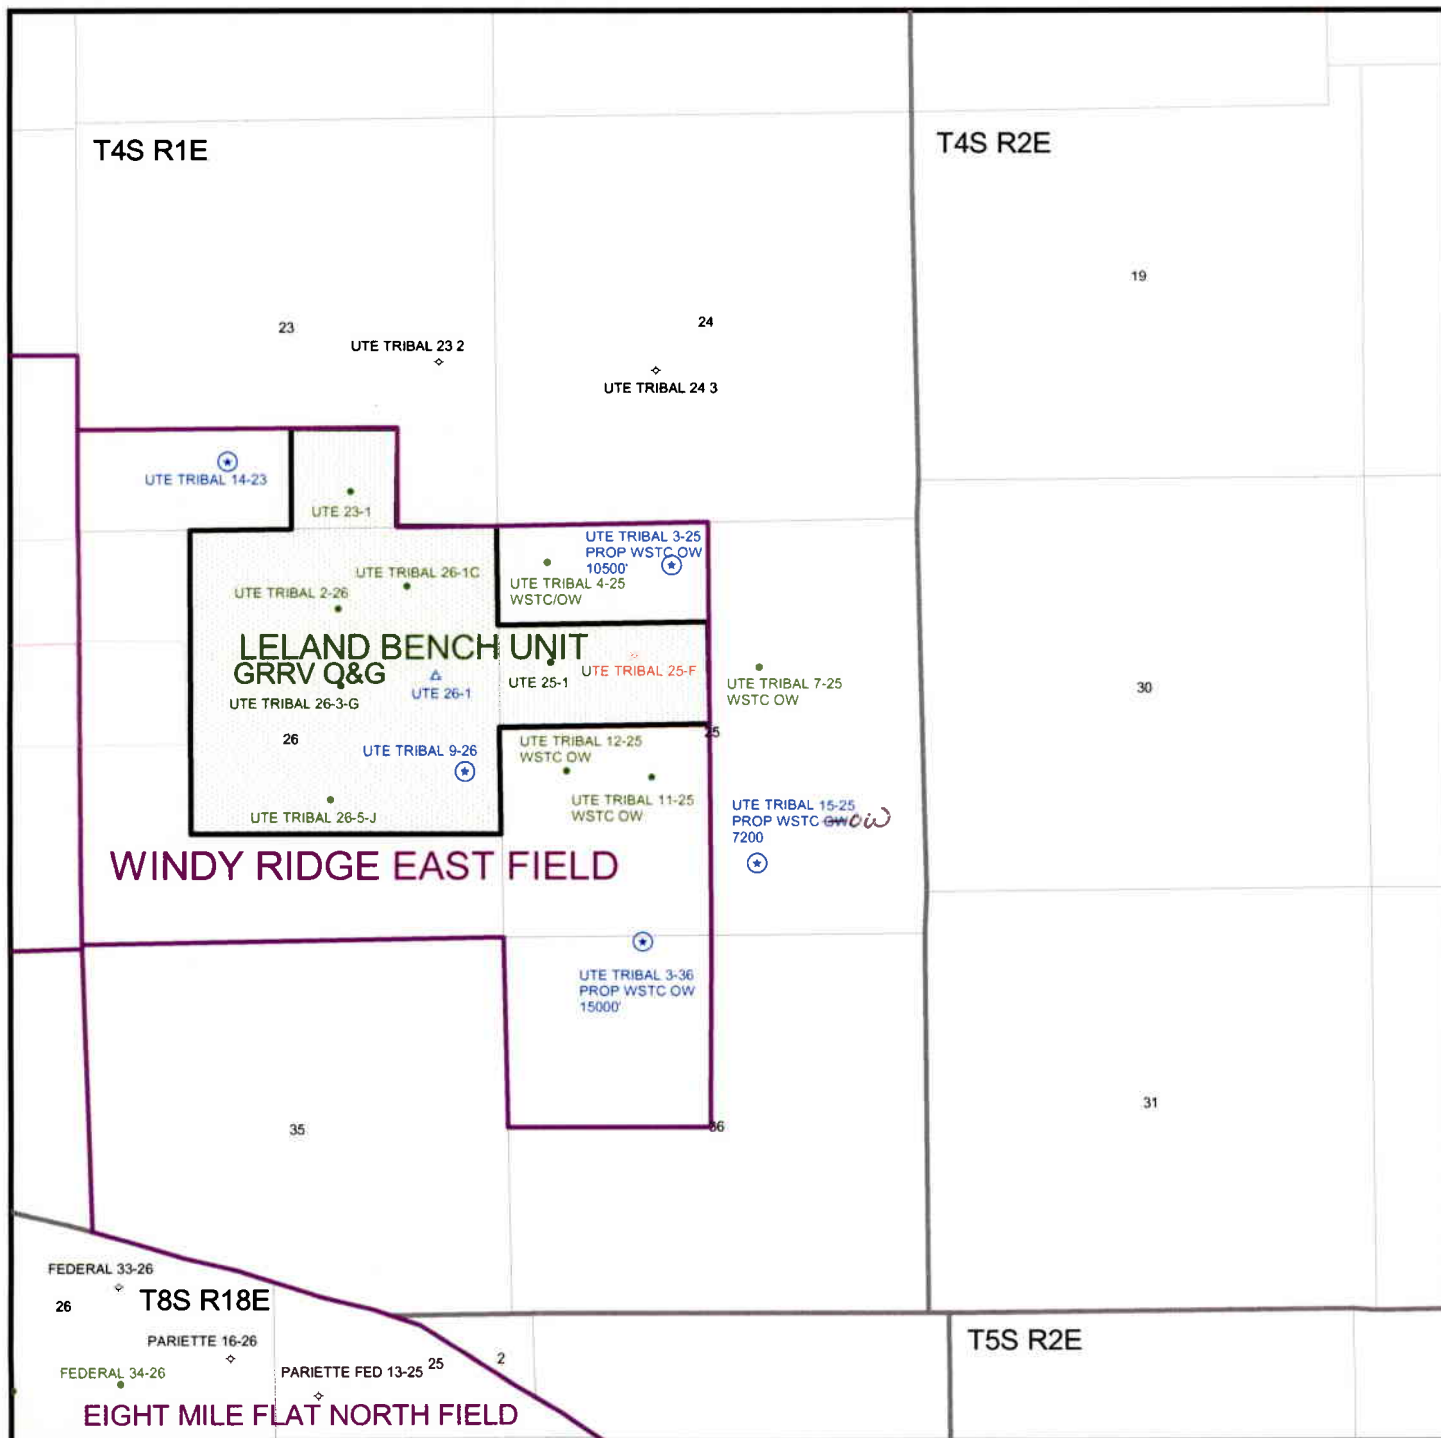 T4S R1E
T4S R2E
19
23
24
UTE TRIBAL 23 2
UTE TRIBAL 24 3
UTE TRIBAL 14-23
UTE 23-1
UTE TRIBAL 3-25
PROP WSTC OW
10500'
UTE TRIBAL 26-1C
UTE TRIBAL 4-25
WSTC/OW
UTE TRIBAL 2-26
LELAND BENCH UNIT
GRRV O&G
UTE TRIBAL 25-F
UTE 25-1
UTE 26-1
UTE TRIBAL 26-3-G
UTE TRIBAL 7-25
WSTC OW
30
26
25
UTE TRIBAL 12-25
WSTC OW
UTE TRIBAL 9-26
UTE TRIBAL 11-25
WSTC OW
UTE TRIBAL 15-25
PROP WSTC GW OW
7200
UTE TRIBAL 26-5-J
WINDY RIDGE EAST FIELD
UTE TRIBAL 3-36
PROP WSTC OW
15000'
31
35
36
FEDERAL 33-26
26
T8S R18E
PARIETTE 16-26
T5S R2E
2
25
PARIETTE FED 13-25
FEDERAL 34-26
EIGHT MILE FLAT NORTH FIELD